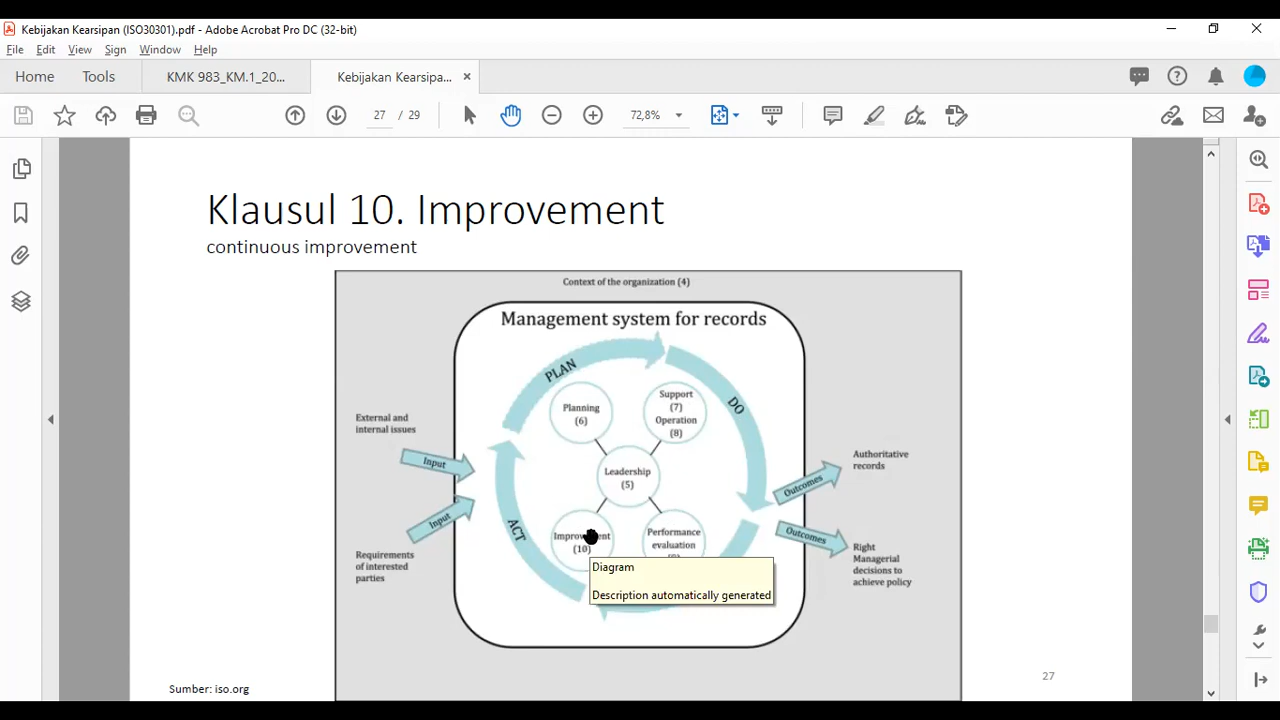 Kebijakan Kearsipan (ISO30301).pdf - Adobe Acrobat Pro DC (32-bit)
File Edit View Sign Window Help
Home Tools KMK 983_KM.1_20... Kebijakan Kearsipa... ×
27 / 29 72,8%
Klausul 10. Improvement
continuous improvement
Context of the organization (4)
Management system for records
PLAN
DO
ACT
Planning
(6)
Support
(7)
Operation
(8)
Leadership
(5)
(10)
Performance
evaluation
External and
internal issues
Input
Input
Requirements
of interested
parties
Outcomes
Outcomes
Authoritative
records
Right
Managerial
decisions to
achieve policy
Diagram
Description automatically generated
Sumber: iso.org
27